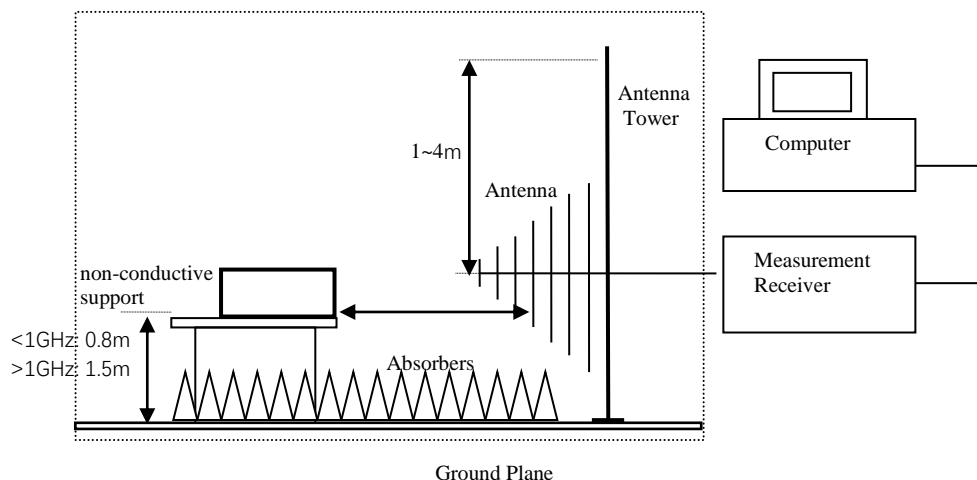 Antenna
Tower
1~4m
Computer
Antenna
Measurement
Receiver
non-conductive
support
<1GHz: 0.8m
>1GHz: 1.5m
Absorbers
Ground Plane